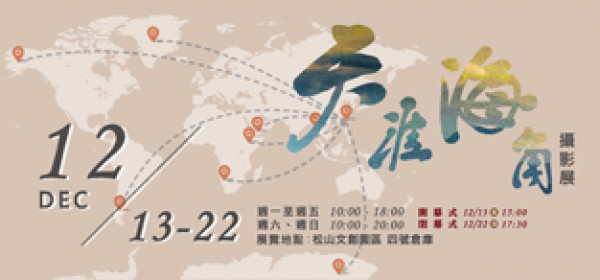 天涯海角
攝影展
12
DEC
13-22
週一至週五 10:00 - 18:00
週六、週日 10:00 - 20:00
展覽地點：松山文創園區 四號倉庫
開幕式 12/13 15:00
閉幕式 12/22 17:30